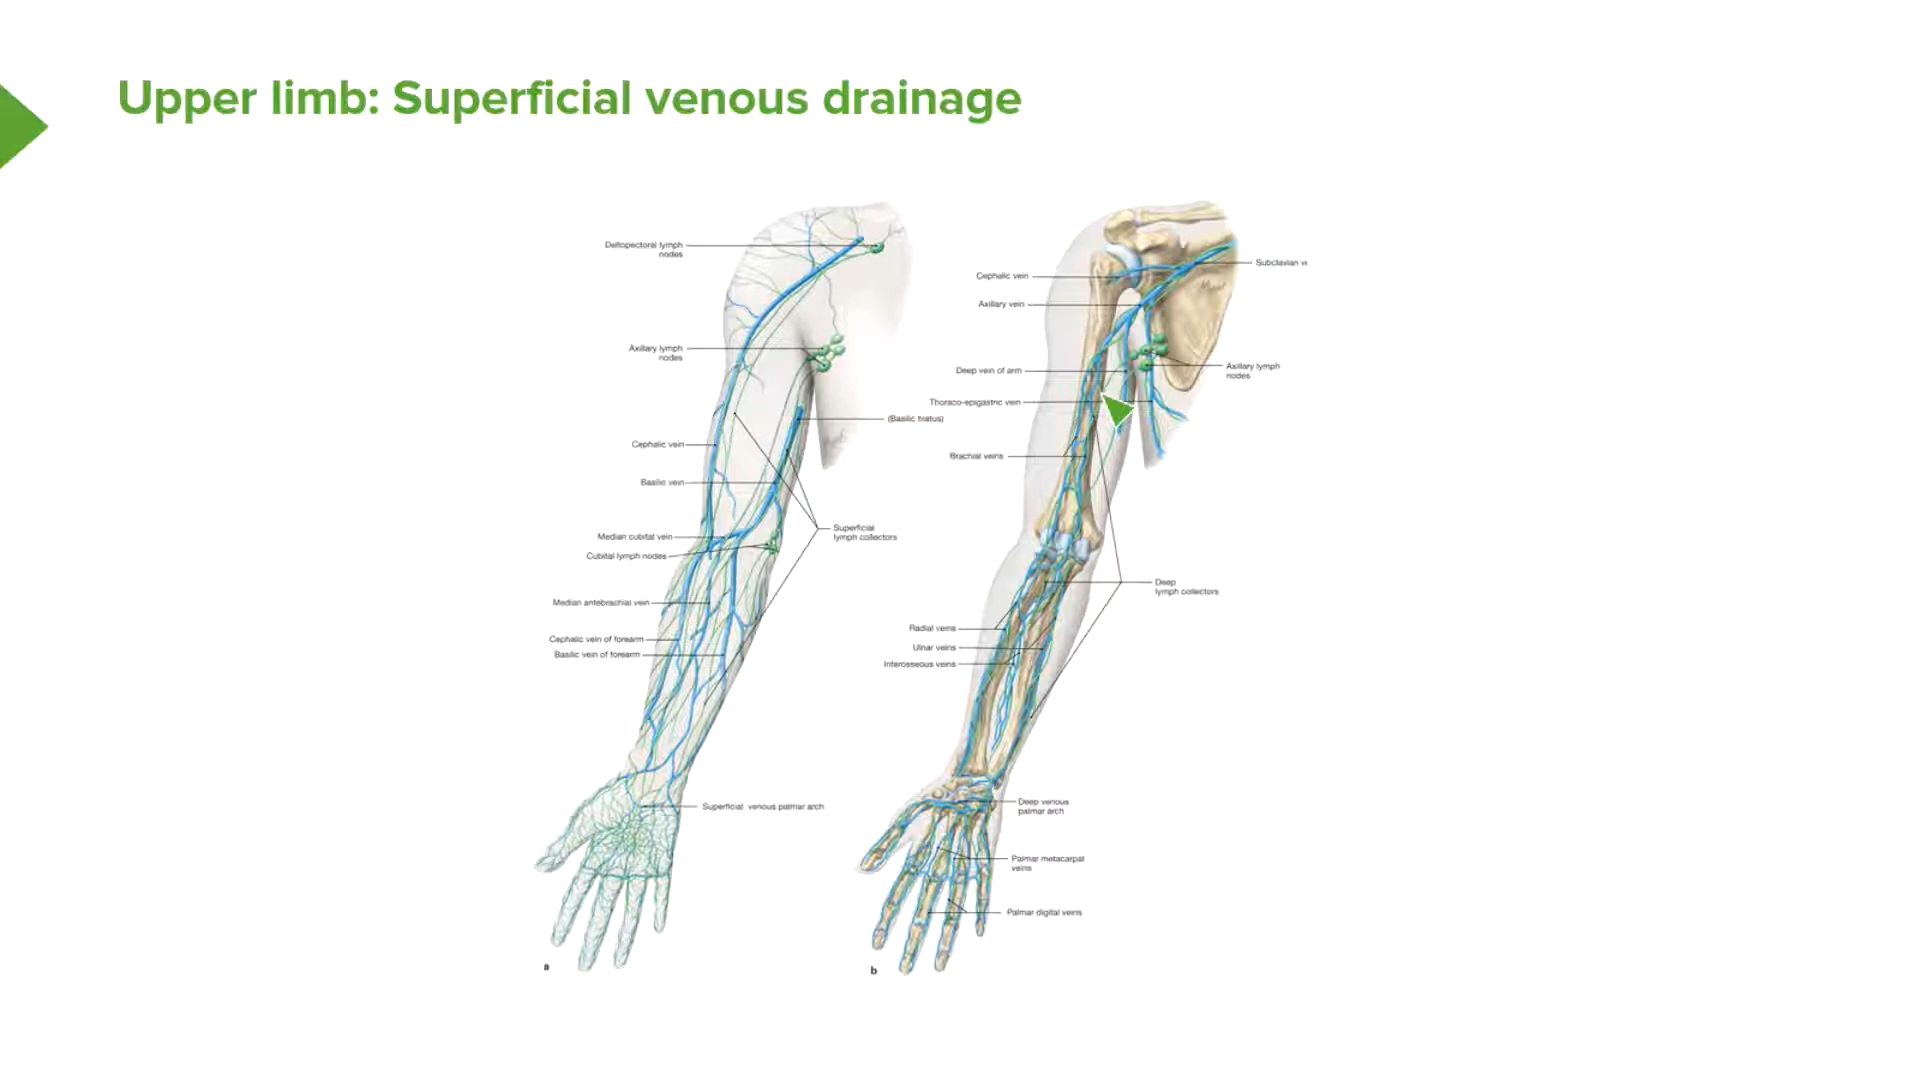 Upper limb: Superficial venous drainage
Deltopectoral lymph
nodes
Axillary lymph
nodes
(Basilic hiatus)
Cephalic vein
Basilic vein
Superficial
lymph collectors
Median cubital vein
Cubital lymph nodes
Median antebrachial vein
Cephalic vein of forearm
Basilic vein of forearm
Superficial venous palmar arch
a
Subclavian
Cephalic vein
Axillary vein
Deep vein of arm
Axillary lymph
nodes
Thoraco-epigastric vein
Brachial veins
Deep
lymph collectors
Radial veins
Ulnar veins
Interosseous veins
Deep venous
palmar arch
Palmar metacarpal
veins
Palmar digital veins
b